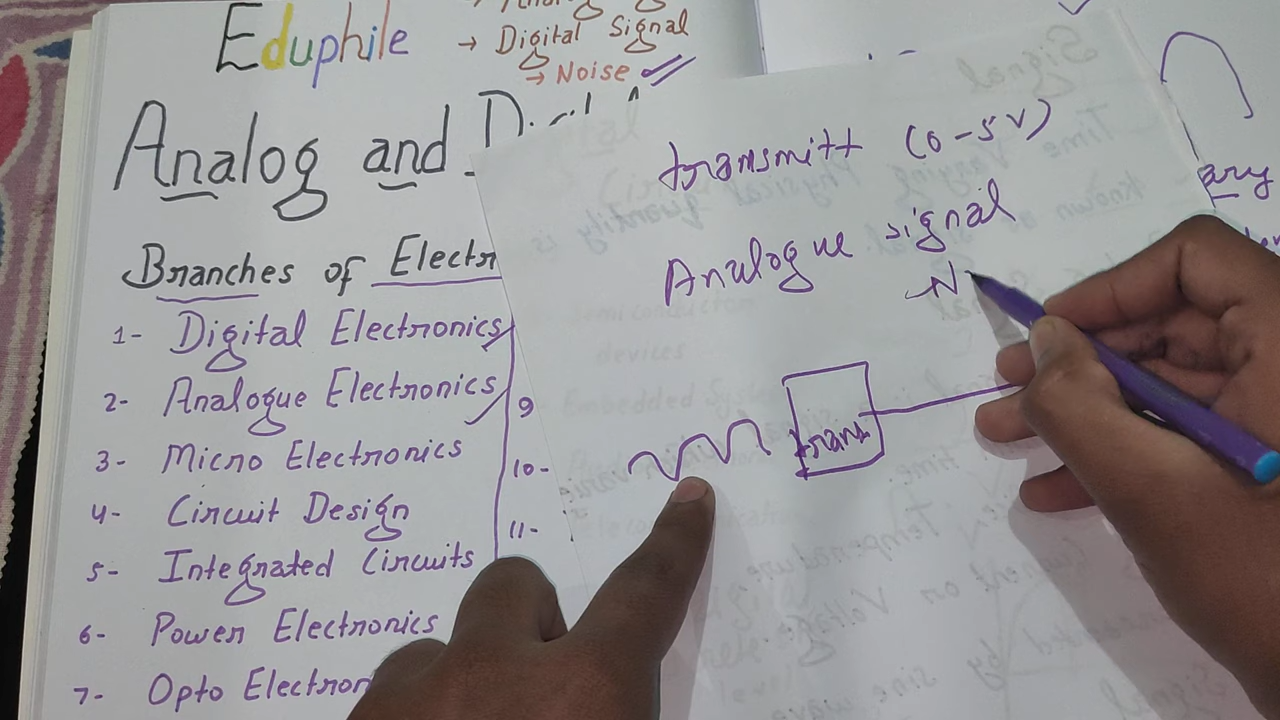 Eduphile
→ Digital Signal
→ Noise
Analog and
Branches of Electr
1- Digital Electronics
2- Analogue Electronics
3- Micro Electronics
4- Circuit Design
5- Integrated Circuits
6- Power Electronics
7- Opto Electron
9
10-
11-
transmitt (0-5V)
Analogue signal
N
trans
ary